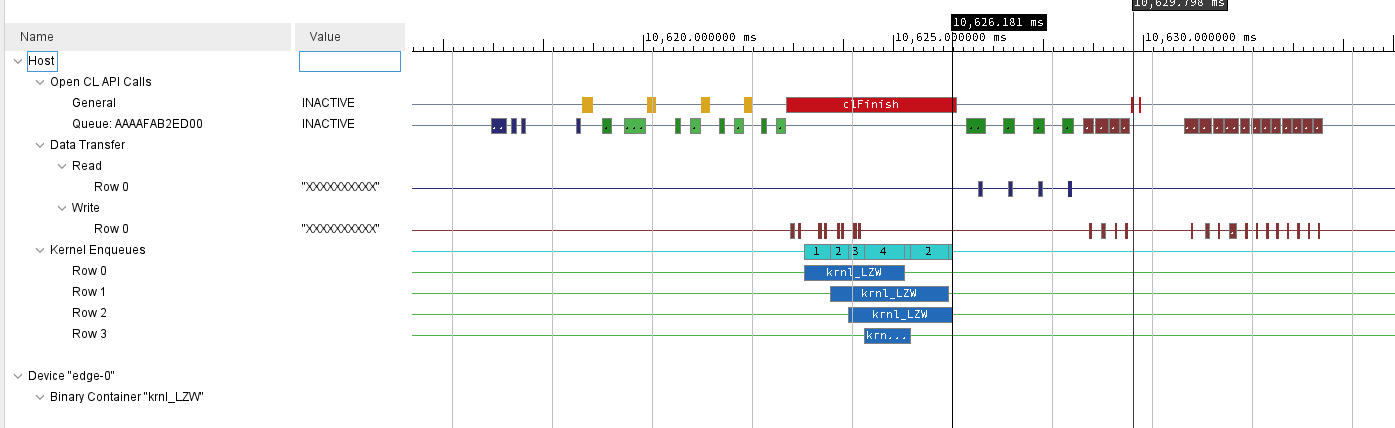 10,629.798 ms
10,626.181 ms
Name Value 10,620.000000 ms 10,625.000000 ms 10,630.000000 ms
Host
Open CL API Calls
General INACTIVE clFinish
Queue: AAAAFAB2ED00 INACTIVE
Data Transfer
Read
Row 0 "XXXXXXXXXX"
Write
Row 0 "XXXXXXXXXX"
Kernel Enqueues 1 2 3 4 2
Row 0 krnl_LZW
Row 1 krnl_LZW
Row 2 krnl_LZW
Row 3 krn...
Device "edge-0"
Binary Container "krnl_LZW"